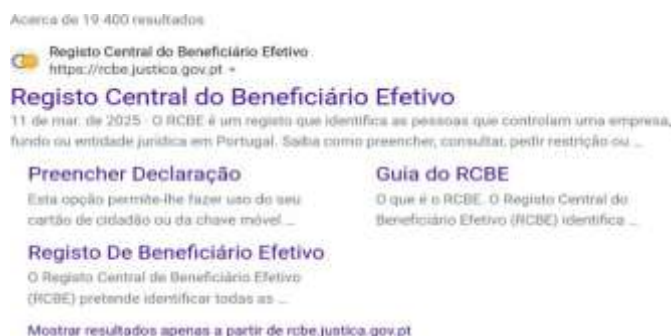 Acerca de 19 400 resultados
Registo Central do Beneficiário Efetivo
https://rcbe.justica.gov.pt
Registo Central do Beneficiário Efetivo
11 de mar. de 2025 · O RCBE é um registo que identifica as pessoas que controlam uma empresa,
fundo ou entidade jurídica em Portugal. Saiba como preencher, consultar, pedir restrição ou ...
Preencher Declaração
Esta opção permite-lhe fazer uso do seu
cartão de cidadão ou da chave móvel ...
Guia do RCBE
O que é o RCBE. O Registo Central do
Beneficiário Efetivo (RCBE) identifica ...
Registo De Beneficiário Efetivo
O Registo Central de Beneficiário Efetivo
(RCBE) pretende identificar todas as ...
Mostrar resultados apenas a partir de rcbe.justica.gov.pt